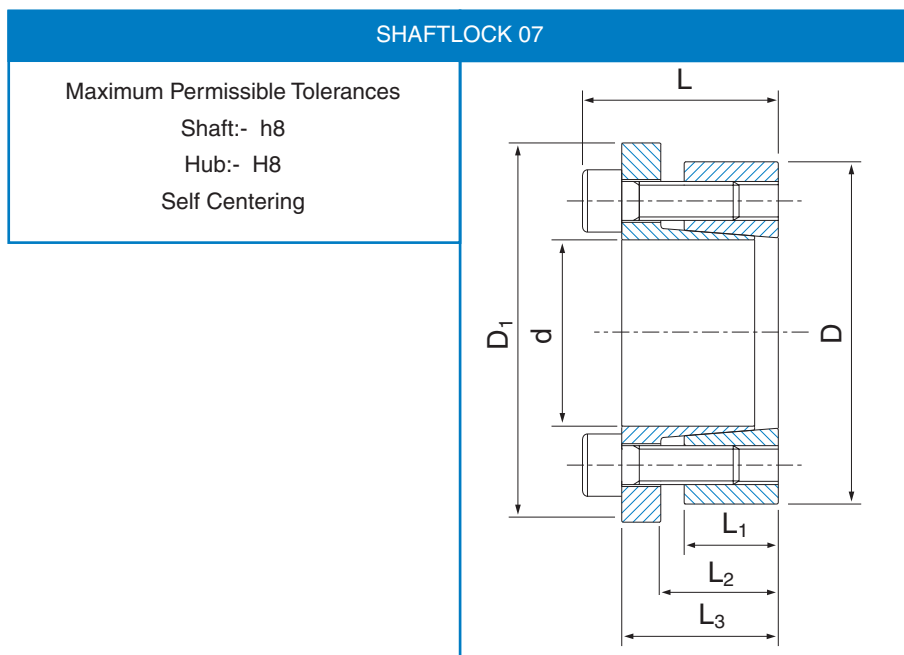 SHAFTLOCK 07
Maximum Permissible Tolerances
Shaft:- h8
Hub:- H8
Self Centering
L
D₁
d
D
L₁
L₂
L₃